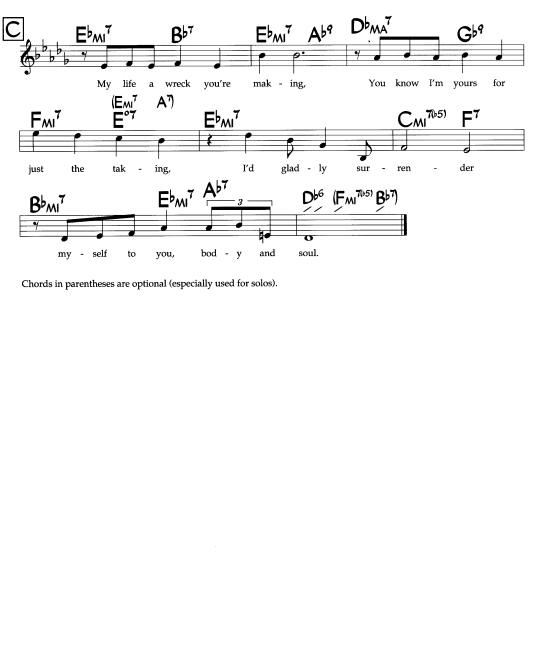 C
E♭MI7 B♭7 E♭MI7 A♭9 D♭MA7 G♭9
My life a wreck you're mak - ing, You know I'm yours for
(EMI7 A7)
FMI7 E°7 E♭MI7 CMI7(♭5) F7
just the tak - ing, I'd glad - ly sur - ren - der
B♭MI7 E♭MI7 A♭7 D♭6 (FMI7(♭5) B♭7)
3
my - self to you, bod - y and soul.
Chords in parentheses are optional (especially used for solos).